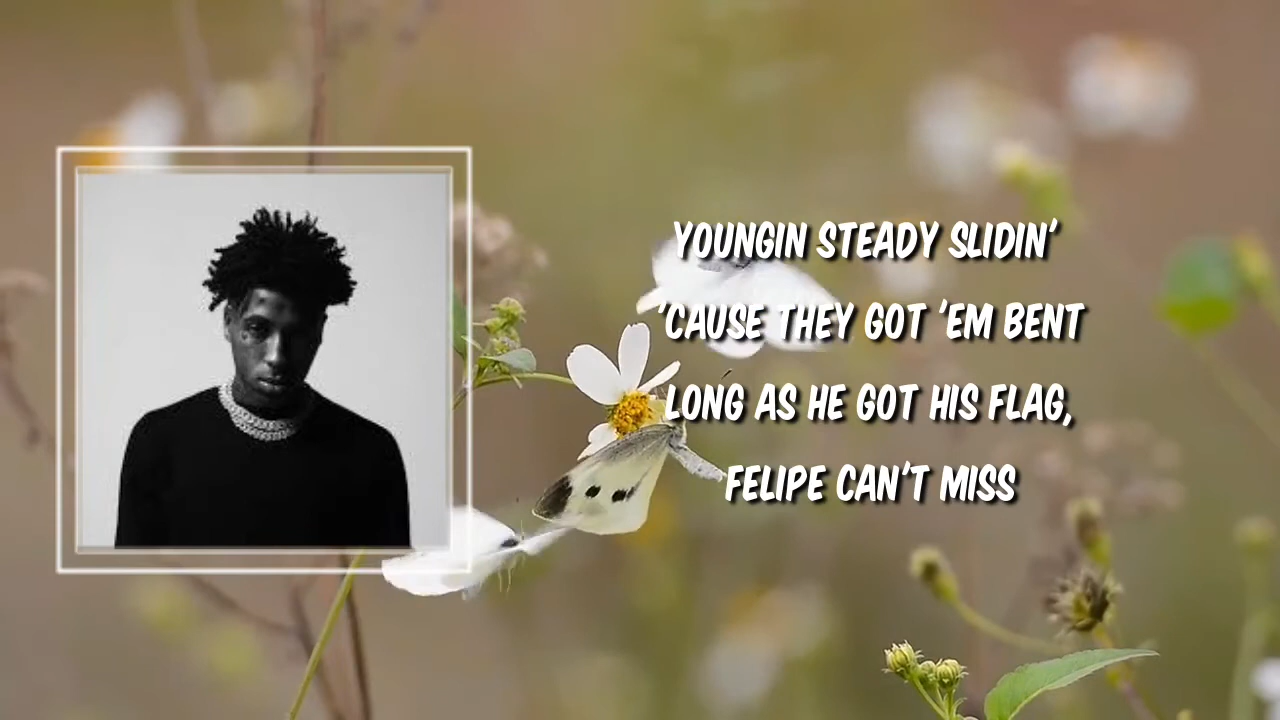 YOUNGIN STEADY SLIDIN'
'CAUSE THEY GOT 'EM BENT
LONG AS HE GOT HIS FLAG,
FELIPE CAN'T MISS